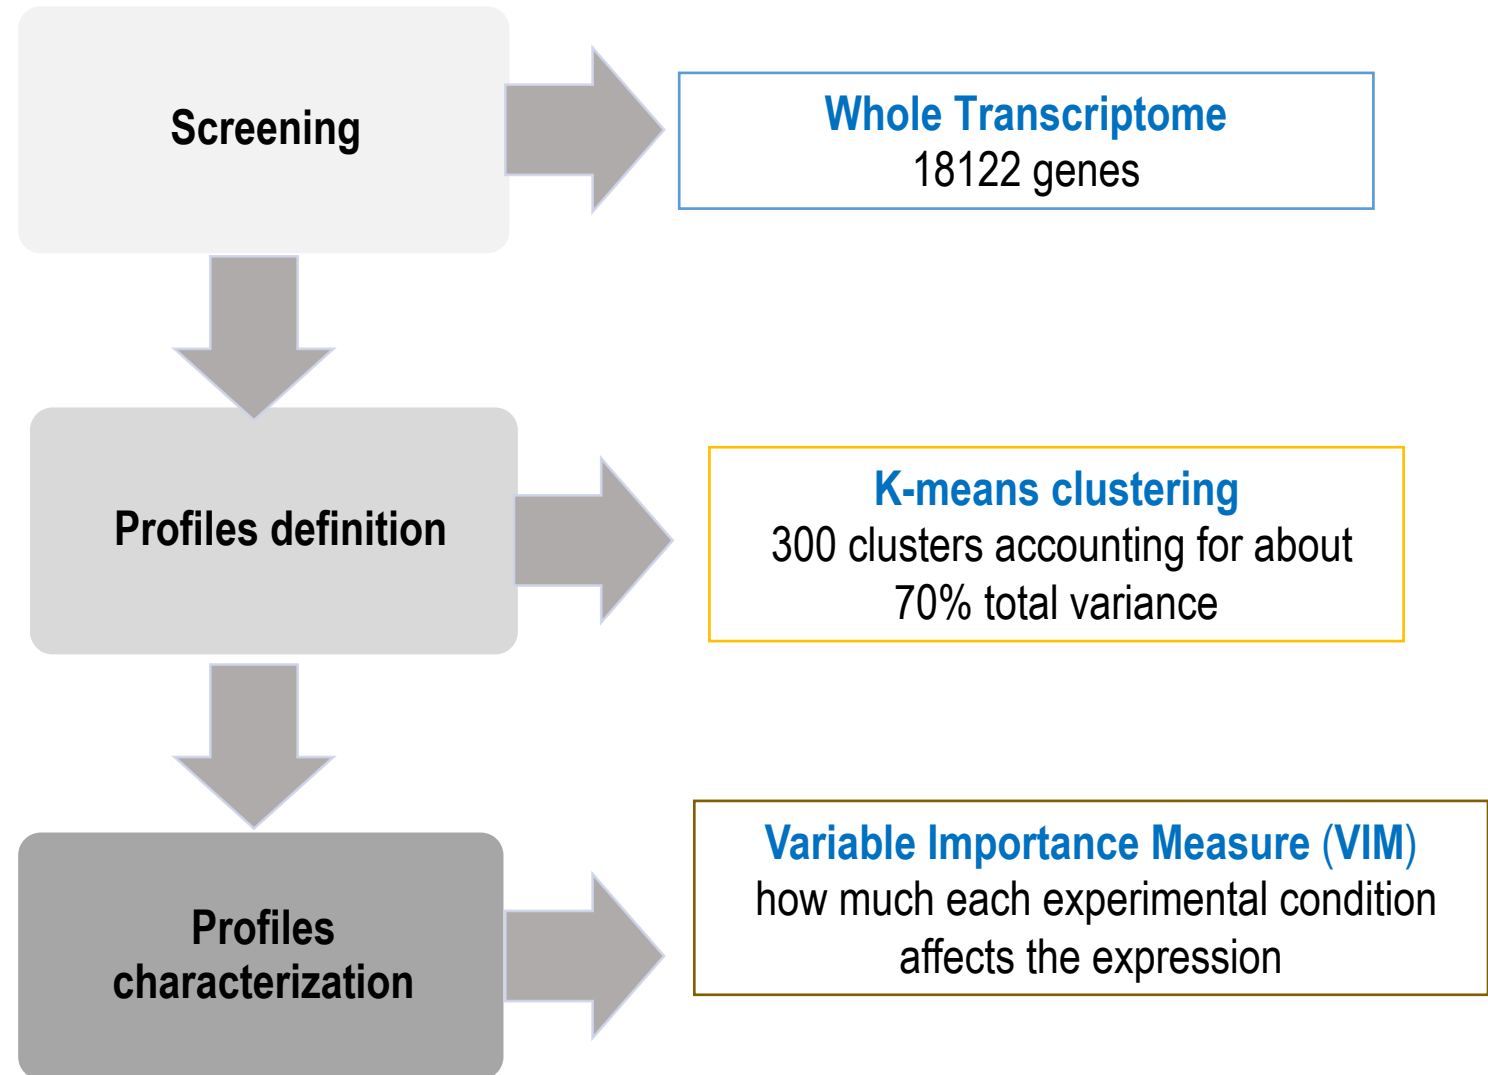 Screening
Whole Transcriptome
18122 genes
Profiles definition
K-means clustering
300 clusters accounting for about
70% total variance
Profiles
characterization
Variable Importance Measure (VIM)
how much each experimental condition
affects the expression